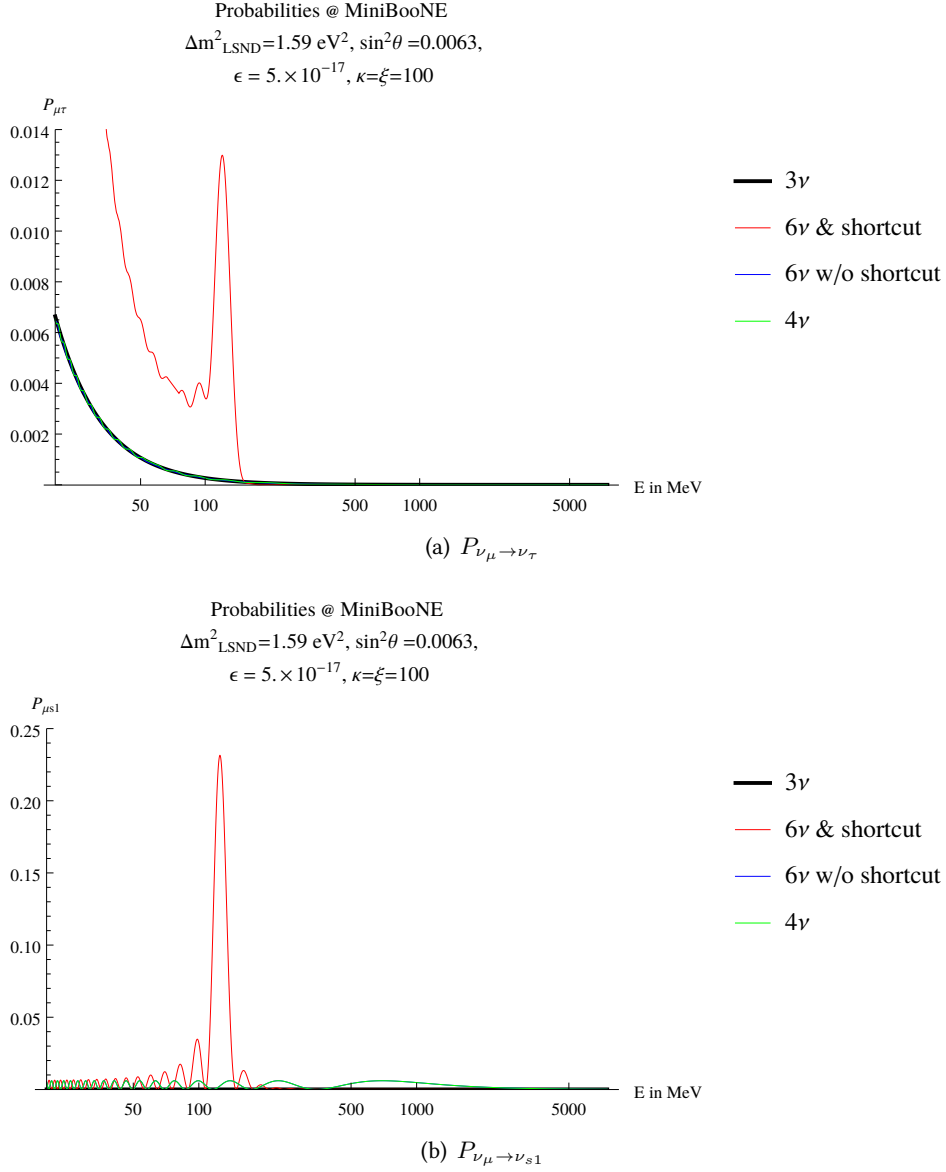 Probabilities @ MiniBooNE
Δm²LSND=1.59 eV², sin²θ =0.0063,
ϵ = 5.×10⁻¹⁷, κ=ξ=100
Pμτ
0.014
0.012
0.010
0.008
0.006
0.004
0.002
50 100 500 1000 5000 E in MeV
3ν
6ν & shortcut
6ν w/o shortcut
4ν
(a) Pνμ→ντ
Probabilities @ MiniBooNE
Δm²LSND=1.59 eV², sin²θ =0.0063,
ϵ = 5.×10⁻¹⁷, κ=ξ=100
Pμs1
0.25
0.20
0.15
0.10
0.05
50 100 500 1000 5000 E in MeV
3ν
6ν & shortcut
6ν w/o shortcut
4ν
(b) Pνμ→νs1